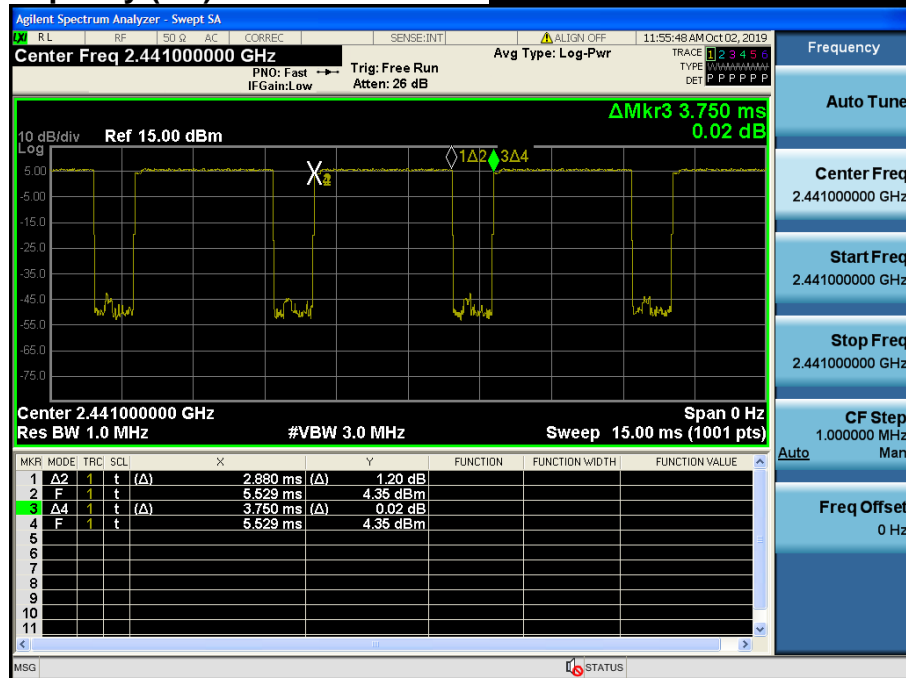 Agilent Spectrum Analyzer - Swept SA
LXI RL RF 50 Ω AC CORREC SENSE:INT ALIGN OFF 11:55:48 AM Oct 02, 2019
Center Freq 2.441000000 GHz
Avg Type: Log-Pwr
TRACE 1 2 3 4 5 6
TYPE WWWWWW
DET P P P P P P
PNO: Fast
IFGain:Low
Trig: Free Run
Atten: 26 dB
ΔMkr3 3.750 ms
0.02 dB
10 dB/div Ref 15.00 dBm
Log
1Δ2 3Δ4
5.00
-5.00
-15.0
-25.0
-35.0
-45.0
-55.0
-65.0
-75.0
Center 2.441000000 GHz Span 0 Hz
Res BW 1.0 MHz #VBW 3.0 MHz Sweep 15.00 ms (1001 pts)
MKR MODE TRC SCL X Y FUNCTION FUNCTION WIDTH FUNCTION VALUE
1 Δ2 1 t (Δ) 2.880 ms (Δ) 1.20 dB
2 F 1 t 5.529 ms 4.35 dBm
3 Δ4 1 t (Δ) 3.750 ms (Δ) 0.02 dB
4 F 1 t 5.529 ms 4.35 dBm
5
6
7
8
9
10
11
MSG STATUS
Frequency
Auto Tune
Center Freq
2.441000000 GHz
Start Freq
2.441000000 GHz
Stop Freq
2.441000000 GHz
CF Step
1.000000 MHz
Auto Man
Freq Offset
0 Hz